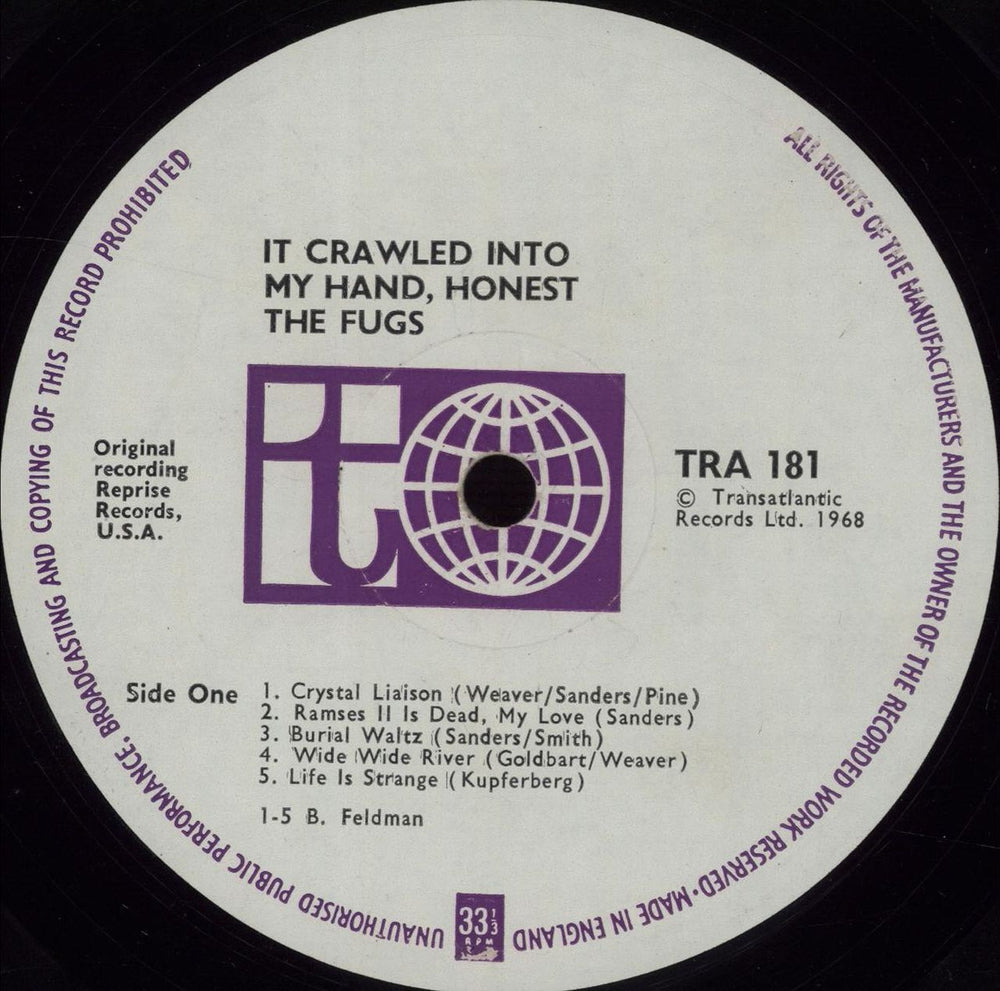 IT CRAWLED INTO
MY HAND, HONEST
THE FUGS
Original
recording
Reprise
Records,
U.S.A.
t
TRA 181
© Transatlantic
Records Ltd. 1968
Side One
1. Crystal Liaison (Weaver/Sanders/Pine)
2. Ramses II Is Dead, My Love (Sanders)
3. Burial Waltz (Sanders/Smith)
4. Wide Wide River (Goldbart/Weaver)
5. Life Is Strange (Kupferberg)
1-5 B. Feldman
33⅓
RPM
ALL RIGHTS OF THE MANUFACTURERS AND THE OWNER OF THE RECORDED WORK RESERVED·MADE IN ENGLAND
UNAUTHORISED PUBLIC PERFORMANCE, BROADCASTING AND COPYING OF THIS RECORD PROHIBITED